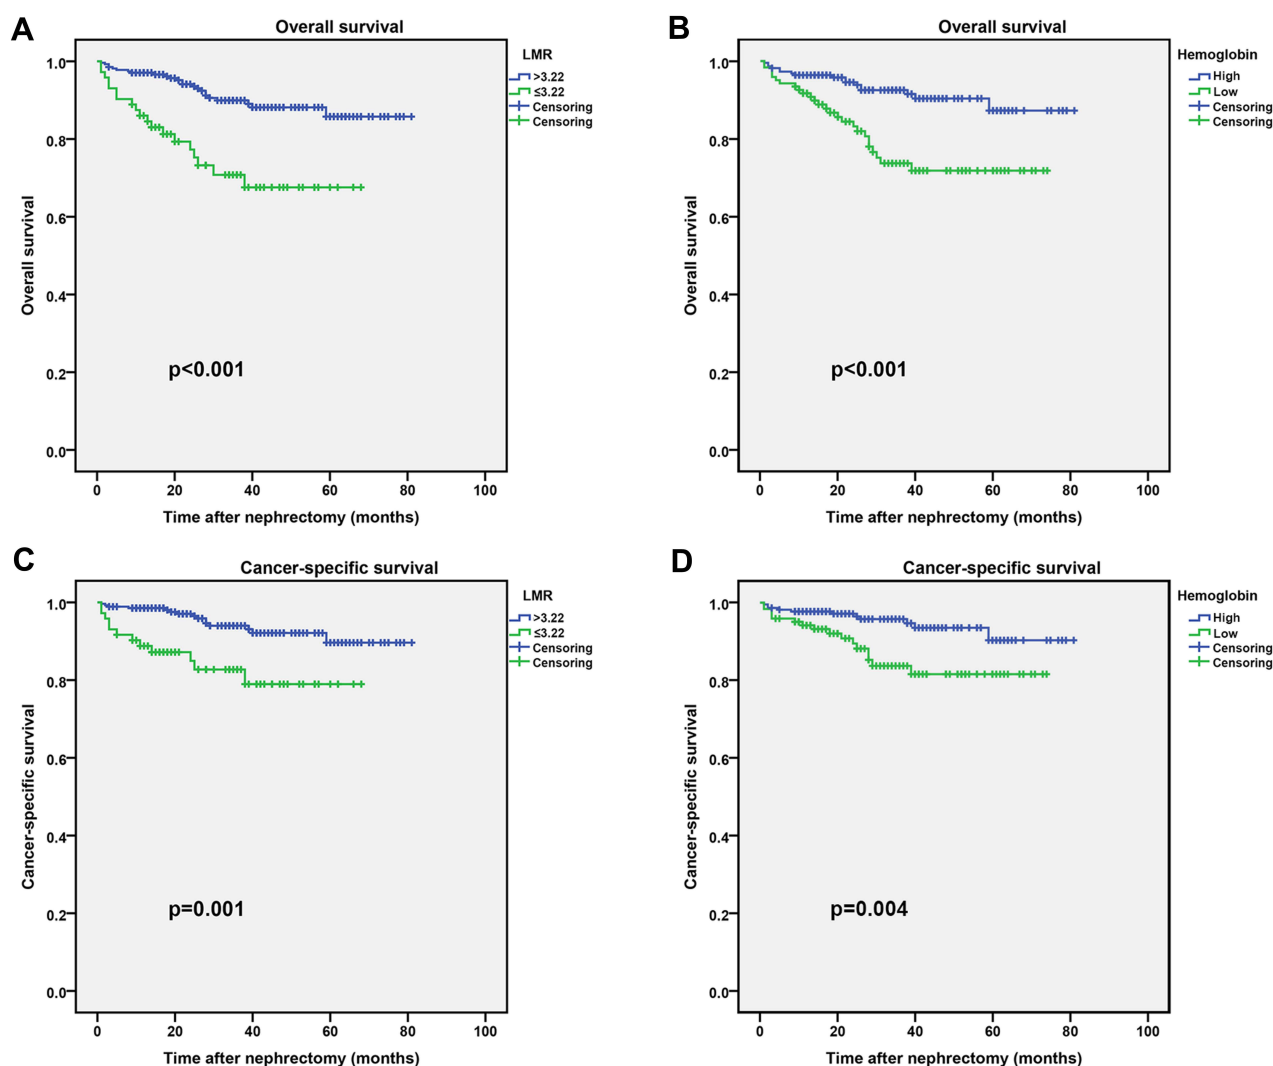 A
Overall survival
LMR
>3.22
≤3.22
Censoring
Censoring
Overall survival
1.0
0.8
0.6
0.4
0.2
0.0
p<0.001
0 20 40 60 80 100
Time after nephrectomy (months)
B
Overall survival
Hemoglobin
High
Low
Censoring
Censoring
Overall survival
1.0
0.8
0.6
0.4
0.2
0.0
p<0.001
0 20 40 60 80 100
Time after nephrectomy (months)
C
Cancer-specific survival
LMR
>3.22
≤3.22
Censoring
Censoring
Cancer-specific survival
1.0
0.8
0.6
0.4
0.2
0.0
p=0.001
0 20 40 60 80 100
Time after nephrectomy (months)
D
Cancer-specific survival
Hemoglobin
High
Low
Censoring
Censoring
Cancer-specific survival
1.0
0.8
0.6
0.4
0.2
0.0
p=0.004
0 20 40 60 80 100
Time after nephrectomy (months)